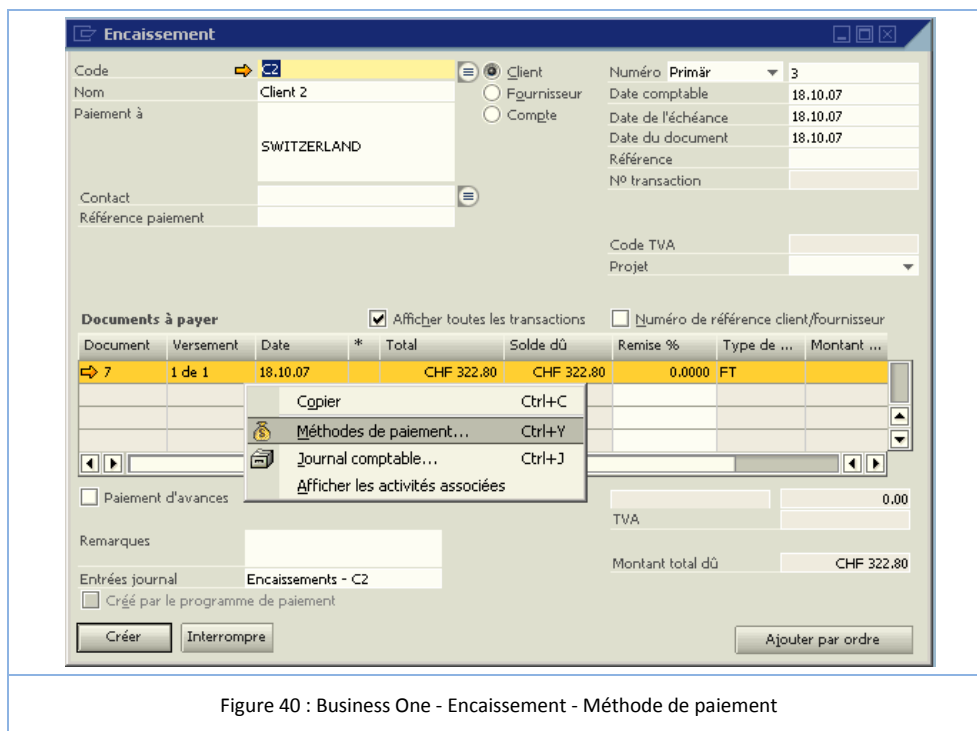 Encaissement
Code C2 Client Numéro Primär 3
Nom Client 2 Fournisseur Date comptable 18.10.07
Paiement à Compte Date de l'échéance 18.10.07
SWITZERLAND Date du document 18.10.07
Référence
Nº transaction
Contact
Référence paiement
Code TVA
Projet
Documents à payer Afficher toutes les transactions Numéro de référence client/fournisseur
Document Versement Date * Total Solde dû Remise % Type de ... Montant ...
7 1 de 1 18.10.07 CHF 322.80 CHF 322.80 0.0000 FT
Copier Ctrl+C
Méthodes de paiement... Ctrl+Y
Journal comptable... Ctrl+J
Afficher les activités associées
Paiement d'avances 0.00
TVA
Remarques
Montant total dû CHF 322.80
Entrées journal Encaissements - C2
Créé par le programme de paiement
Créer Interrompre Ajouter par ordre
Figure 40 : Business One - Encaissement - Méthode de paiement